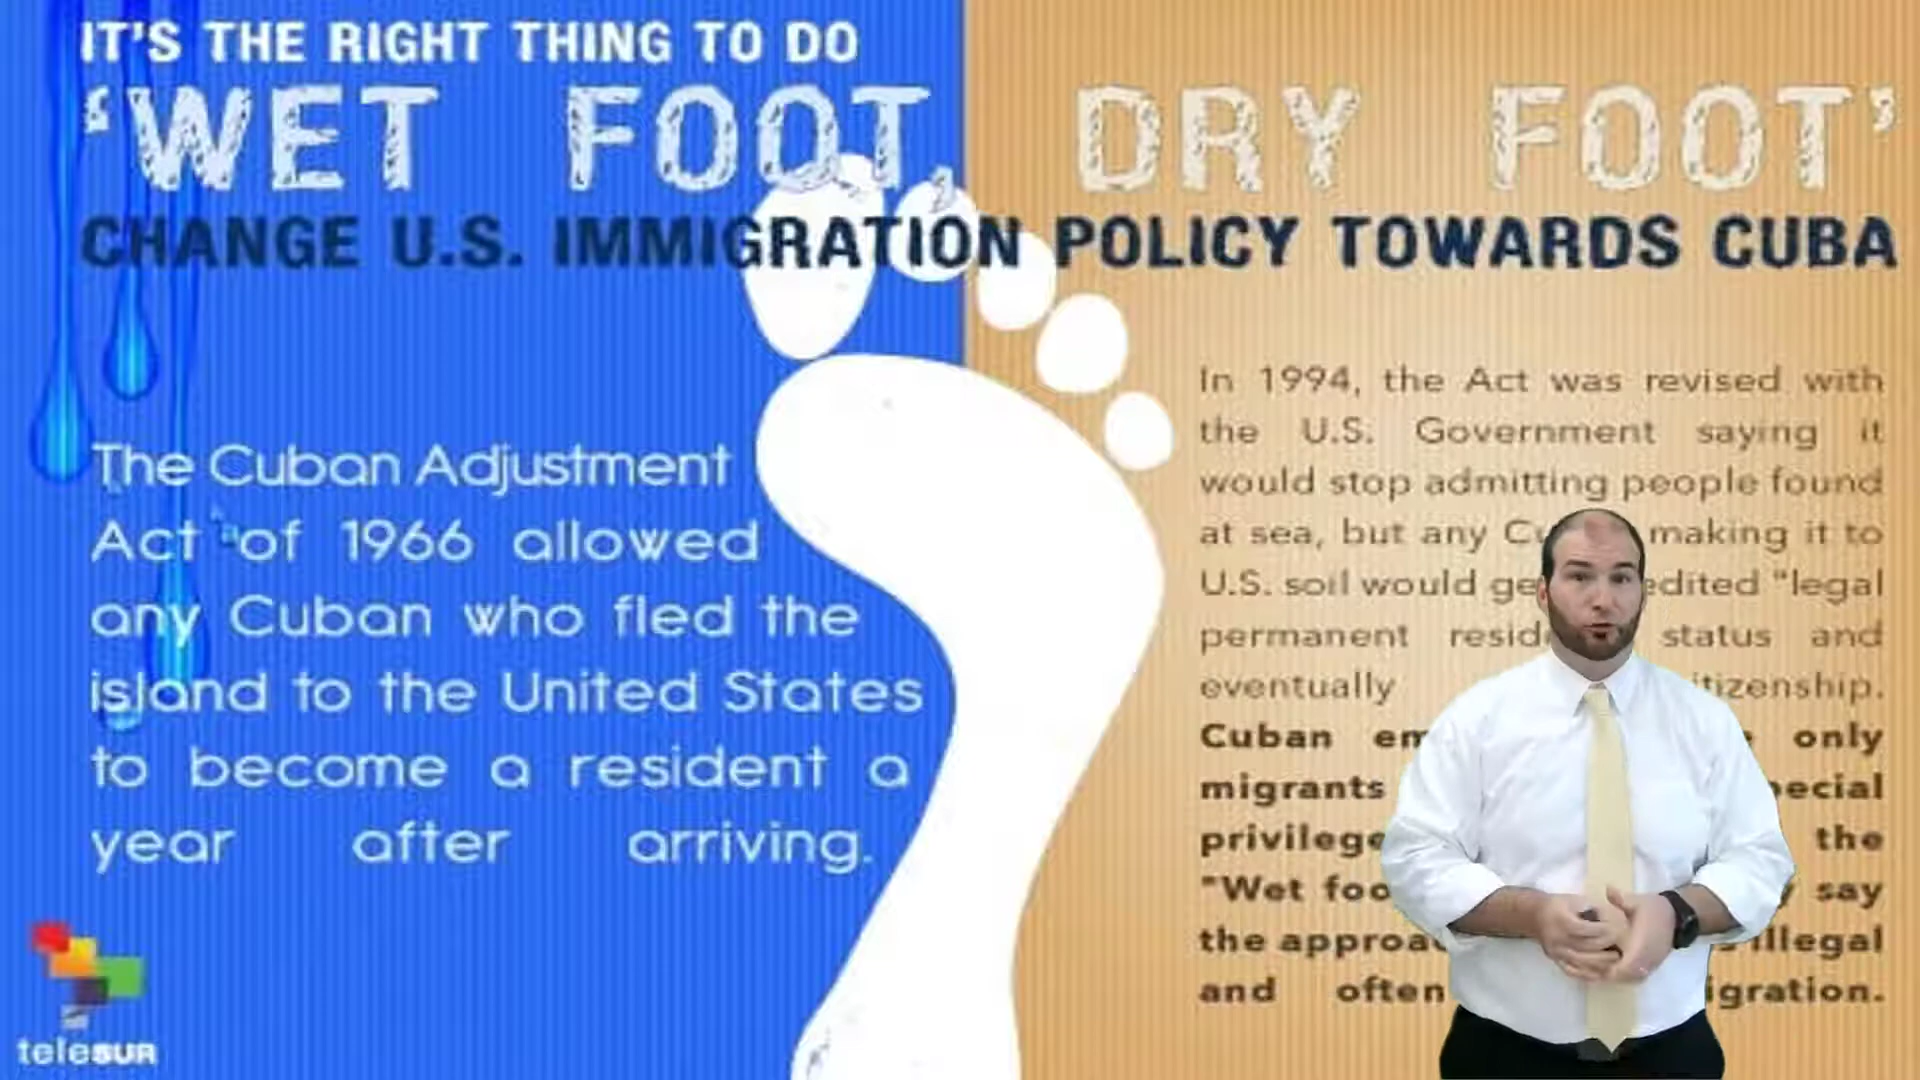 IT'S THE RIGHT THING TO DO
'WET FOOT, DRY FOOT'
CHANGE U.S. IMMIGRATION POLICY TOWARDS CUBA
The Cuban Adjustment
Act of 1966 allowed
any Cuban who fled the
island to the United States
to become a resident a
year after arriving.
In 1994, the Act was revised with
the U.S. Government saying it
would stop admitting people found
at sea, but any making it to
U.S. soil would "legal
permanent status and
eventually
Cuban only
migrants
privilege the
"Wet say
the illegal
and often
teleSUR